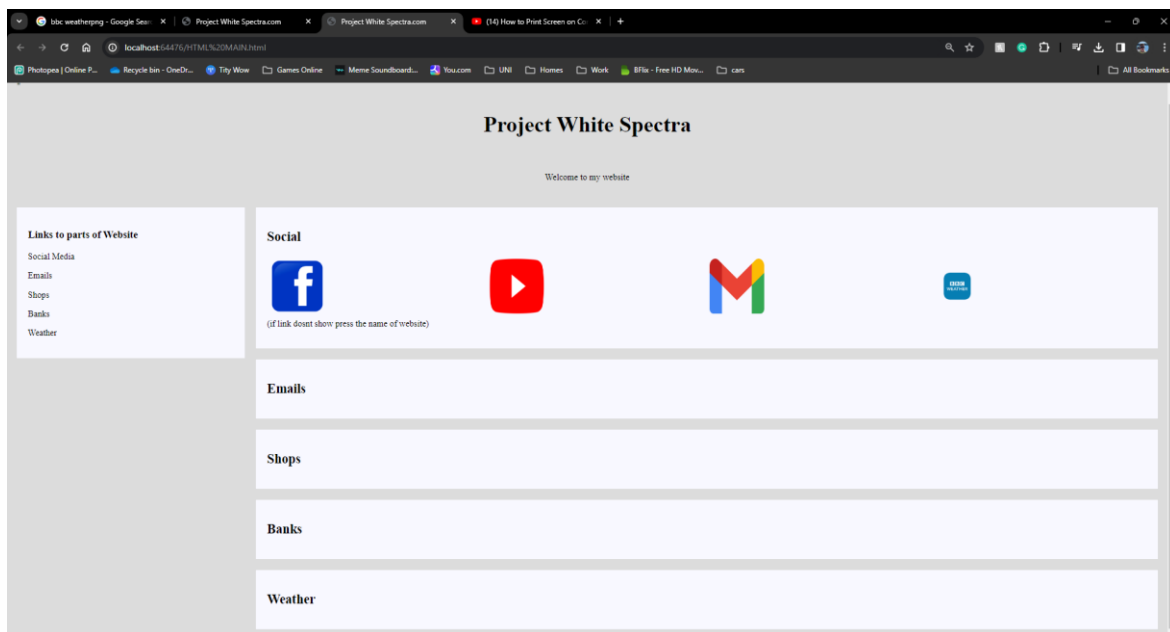 bbc weatherpng - Google Sear
Project White Spectra.com
Project White Spectra.com
(14) How to Print Screen on Co
localhost:64476/HTML%20MAIN.html
Photopea | Online P...
Recycle bin - OneDr...
Tity Wow
Games Online
Meme Soundboard:...
You.com
UNI
Homes
Work
BFlix - Free HD Mov...
cars
All Bookmarks
Project White Spectra
Welcome to my website
Links to parts of Website
Social Media
Emails
Shops
Banks
Weather
Social
f
M
BBC
WEATHER
(if link dosnt show press the name of website)
Emails
Shops
Banks
Weather